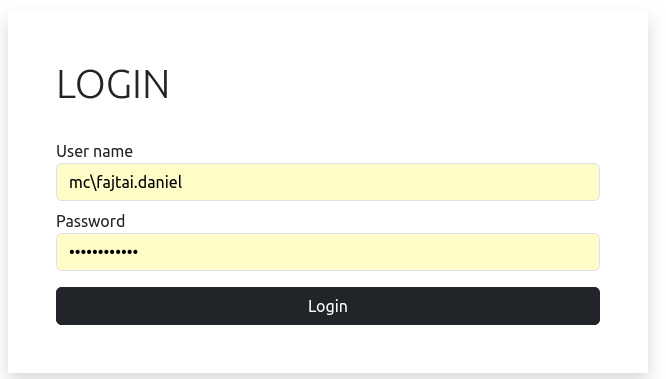 LOGIN
User name
mc\fajtai.daniel
Password
••••••••••••
Login